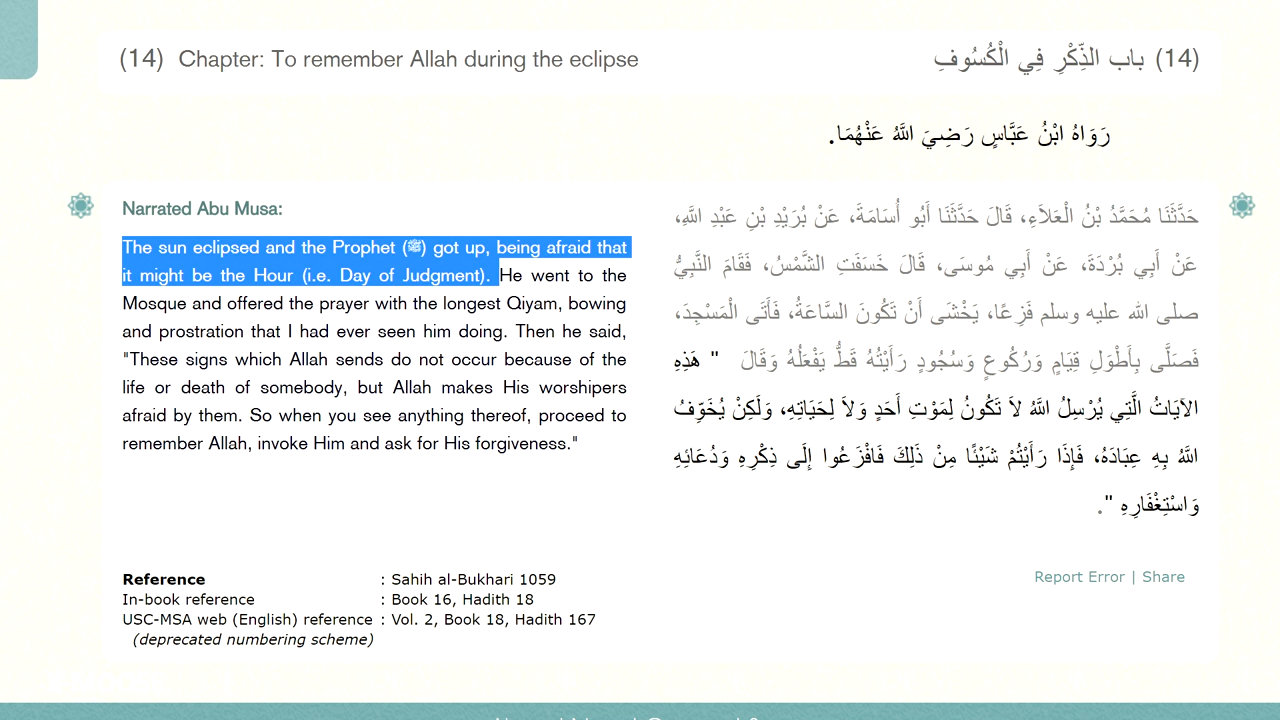 (14) Chapter: To remember Allah during the eclipse
(14) باب الذِّكْرِ فِي الْكُسُوفِ
رَوَاهُ ابْنُ عَبَّاسٍ رَضِيَ اللَّهُ عَنْهُمَا.
Narrated Abu Musa:
The sun eclipsed and the Prophet (ﷺ) got up, being afraid that
it might be the Hour (i.e. Day of Judgment). He went to the
Mosque and offered the prayer with the longest Qiyam, bowing
and prostration that I had ever seen him doing. Then he said,
"These signs which Allah sends do not occur because of the
life or death of somebody, but Allah makes His worshipers
afraid by them. So when you see anything thereof, proceed to
remember Allah, invoke Him and ask for His forgiveness."
حَدَّثَنَا مُحَمَّدُ بْنُ الْعَلاَءِ، قَالَ حَدَّثَنَا أَبُو أُسَامَةَ، عَنْ بُرَيْدِ بْنِ عَبْدِ اللَّهِ،
عَنْ أَبِي بُرْدَةَ، عَنْ أَبِي مُوسَى، قَالَ خَسَفَتِ الشَّمْسُ، فَقَامَ النَّبِيُّ
صلى الله عليه وسلم فَزِعًا، يَخْشَى أَنْ تَكُونَ السَّاعَةُ، فَأَتَى الْمَسْجِدَ،
فَصَلَّى بِأَطْوَلِ قِيَامٍ وَرُكُوعٍ وَسُجُودٍ رَأَيْتُهُ قَطُّ يَفْعَلُهُ وَقَالَ " هَذِهِ
الآيَاتُ الَّتِي يُرْسِلُ اللَّهُ لاَ تَكُونُ لِمَوْتِ أَحَدٍ وَلاَ لِحَيَاتِهِ، وَلَكِنْ يُخَوِّفُ
اللَّهُ بِهِ عِبَادَهُ، فَإِذَا رَأَيْتُمْ شَيْئًا مِنْ ذَلِكَ فَافْزَعُوا إِلَى ذِكْرِهِ وَدُعَائِهِ
وَاسْتِغْفَارِهِ ".
Reference : Sahih al-Bukhari 1059
In-book reference : Book 16, Hadith 18
USC-MSA web (English) reference : Vol. 2, Book 18, Hadith 167
(deprecated numbering scheme)
Report Error | Share